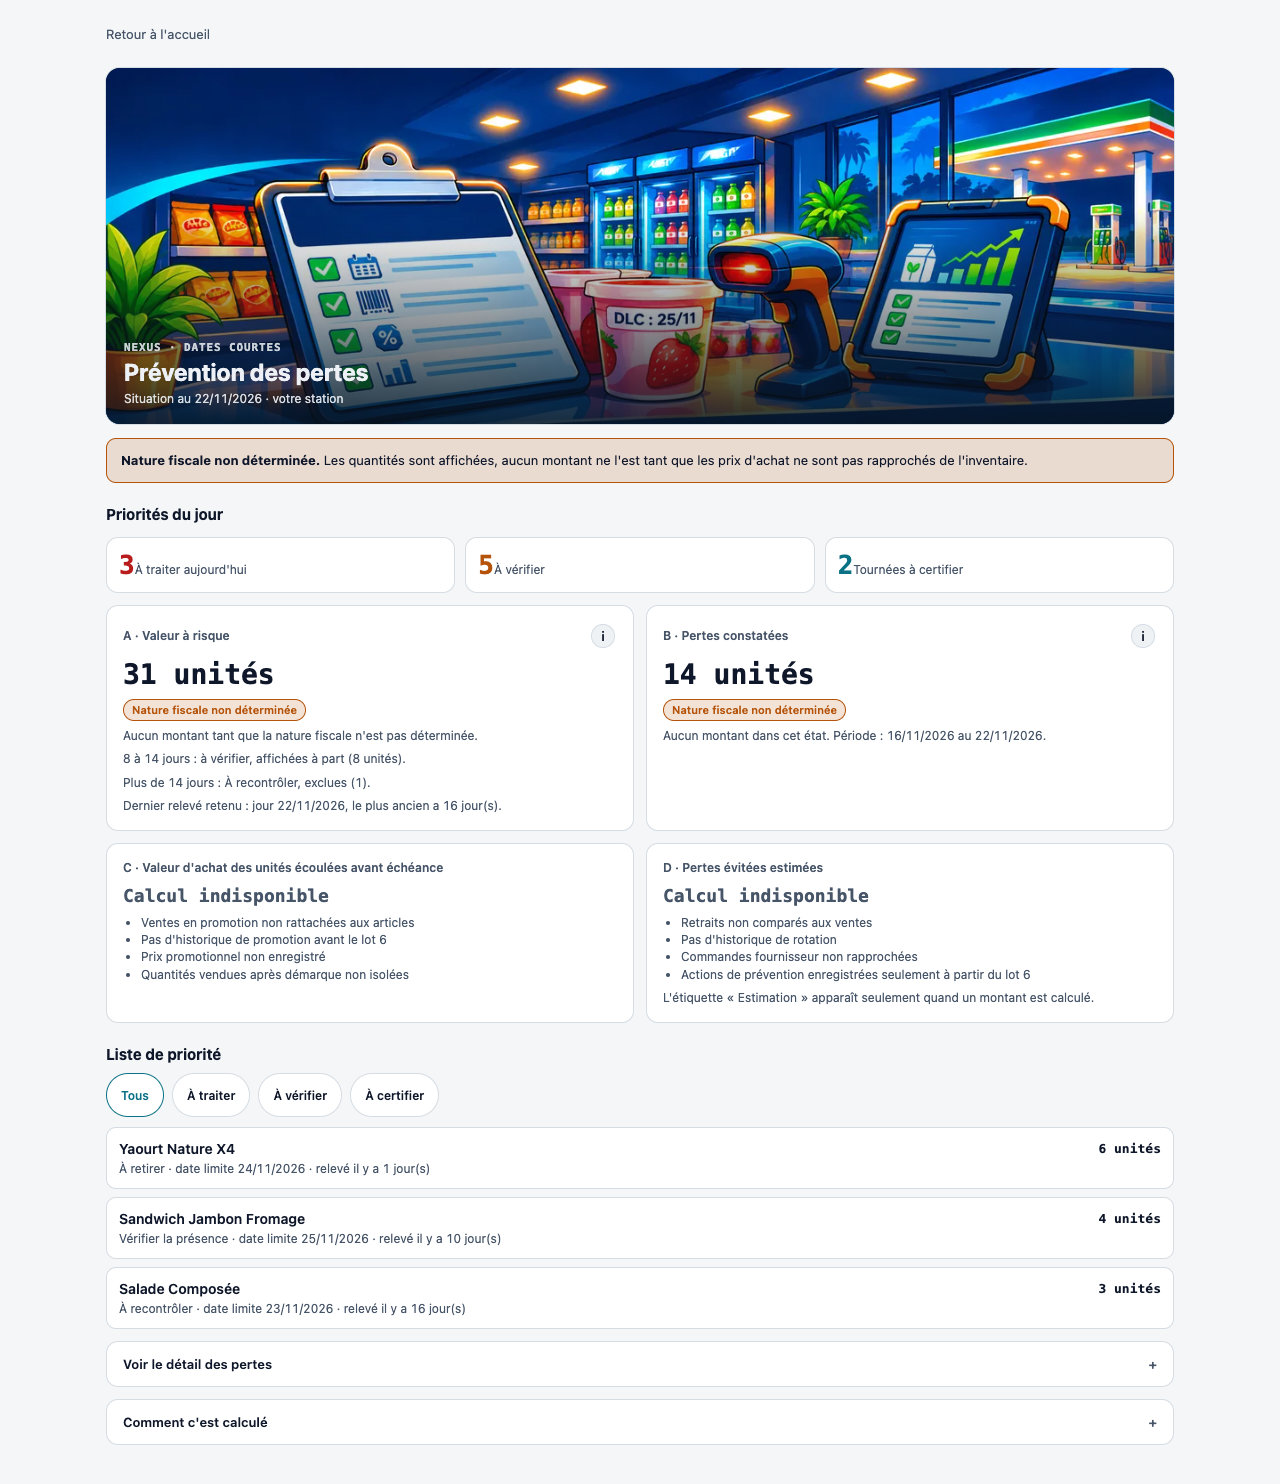 Retour à l'accueil
DLC : 25/11
NEXUS · DATES COURTES
Prévention des pertes
Situation au 22/11/2026 · votre station
Nature fiscale non déterminée. Les quantités sont affichées, aucun montant ne l'est tant que les prix d'achat ne sont pas rapprochés de l'inventaire.
Priorités du jour
3 À traiter aujourd'hui
5 À vérifier
2 Tournées à certifier
A · Valeur à risque
i
31 unités
Nature fiscale non déterminée
Aucun montant tant que la nature fiscale n'est pas déterminée.
8 à 14 jours : à vérifier, affichées à part (8 unités).
Plus de 14 jours : À recontrôler, exclues (1).
Dernier relevé retenu : jour 22/11/2026, le plus ancien a 16 jour(s).
B · Pertes constatées
i
14 unités
Nature fiscale non déterminée
Aucun montant dans cet état. Période : 16/11/2026 au 22/11/2026.
C · Valeur d'achat des unités écoulées avant échéance
Calcul indisponible
• Ventes en promotion non rattachées aux articles
• Pas d'historique de promotion avant le lot 6
• Prix promotionnel non enregistré
• Quantités vendues après démarque non isolées
D · Pertes évitées estimées
Calcul indisponible
• Retraits non comparés aux ventes
• Pas d'historique de rotation
• Commandes fournisseur non rapprochées
• Actions de prévention enregistrées seulement à partir du lot 6
L'étiquette « Estimation » apparaît seulement quand un montant est calculé.
Liste de priorité
Tous
À traiter
À vérifier
À certifier
Yaourt Nature X4
6 unités
À retirer · date limite 24/11/2026 · relevé il y a 1 jour(s)
Sandwich Jambon Fromage
4 unités
Vérifier la présence · date limite 25/11/2026 · relevé il y a 10 jour(s)
Salade Composée
3 unités
À recontrôler · date limite 23/11/2026 · relevé il y a 16 jour(s)
Voir le détail des pertes
+
Comment c'est calculé
+